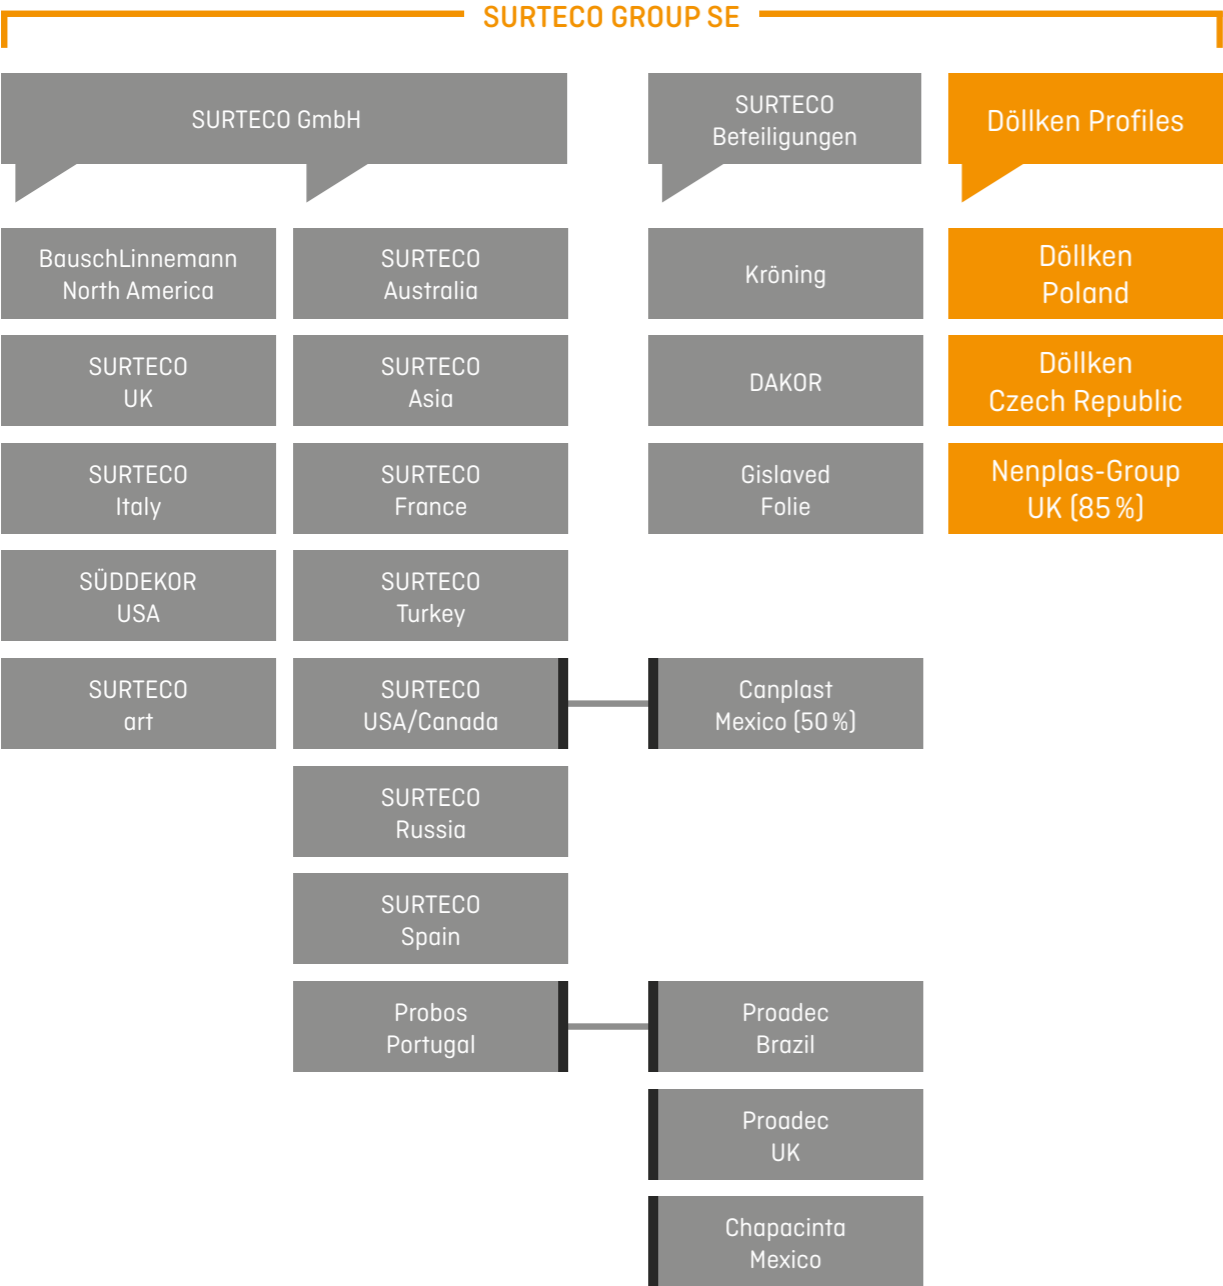 SURTECO GROUP SE
SURTECO GmbH
SURTECO
Beteiligungen
Döllken Profiles
BauschLinnemann
North America
SURTECO
Australia
Kröning
Döllken
Poland
SURTECO
UK
SURTECO
Asia
DAKOR
Döllken
Czech Republic
SURTECO
Italy
SURTECO
France
Gislaved
Folie
Nenplas-Group
UK (85 %)
SÜDDEKOR
USA
SURTECO
Turkey
SURTECO
art
SURTECO
USA/Canada
Canplast
Mexico (50 %)
SURTECO
Russia
SURTECO
Spain
Probos
Portugal
Proadec
Brazil
Proadec
UK
Chapacinta
Mexico